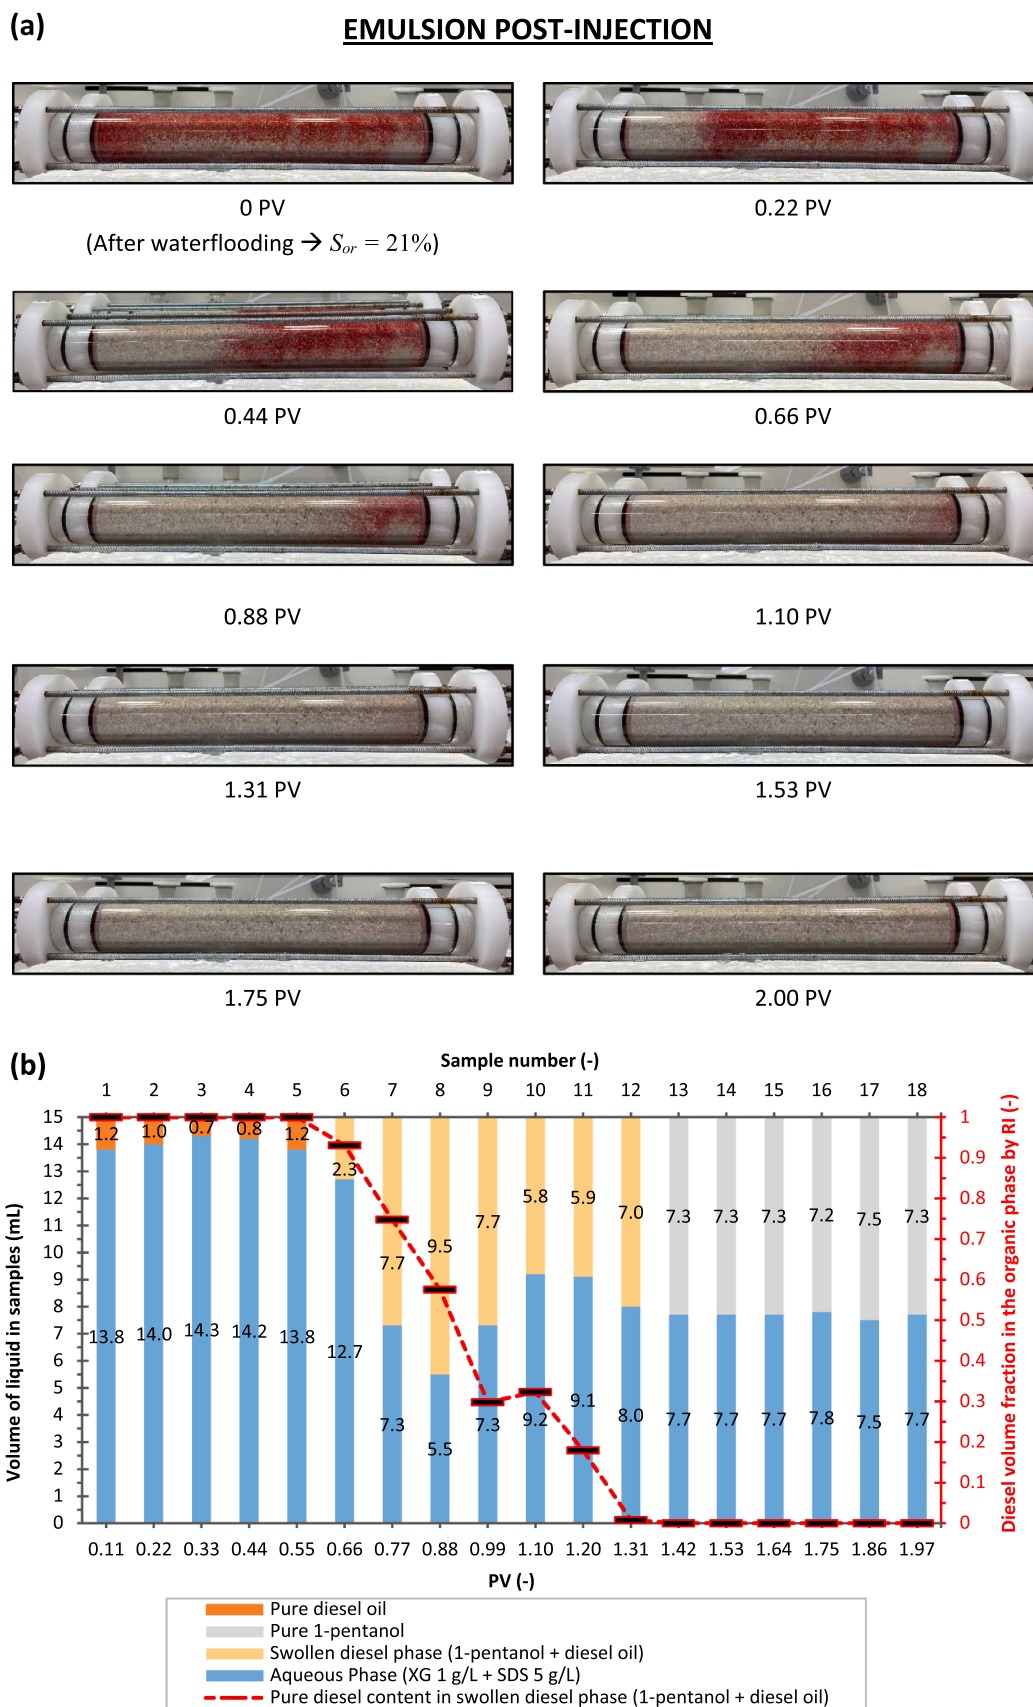 (a)
EMULSION POST-INJECTION
0 PV
(After waterflooding → Sor = 21%)
0.22 PV
0.44 PV
0.66 PV
0.88 PV
1.10 PV
1.31 PV
1.53 PV
1.75 PV
2.00 PV
(b)
Sample number (-)
1 2 3 4 5 6 7 8 9 10 11 12 13 14 15 16 17 18
Volume of liquid in samples (mL)
15
14
13
12
11
10
9
8
7
6
5
4
3
2
1
0
1.2 1.0 0.7 0.8 1.2 2.3 7.7 9.5 7.7 5.8 5.9 7.0 7.3 7.3 7.3 7.2 7.5 7.3
13.8 14.0 14.3 14.2 13.8 12.7 7.3 5.5 7.3 9.2 9.1 8.0 7.7 7.7 7.7 7.8 7.5 7.7
1
0.9
0.8
0.7
0.6
0.5
0.4
0.3
0.2
0.1
0
Diesel volume fraction in the organic phase by RI (-)
0.11 0.22 0.33 0.44 0.55 0.66 0.77 0.88 0.99 1.10 1.20 1.31 1.42 1.53 1.64 1.75 1.86 1.97
PV (-)
Pure diesel oil
Pure 1-pentanol
Swollen diesel phase (1-pentanol + diesel oil)
Aqueous Phase (XG 1 g/L + SDS 5 g/L)
Pure diesel content in swollen diesel phase (1-pentanol + diesel oil)